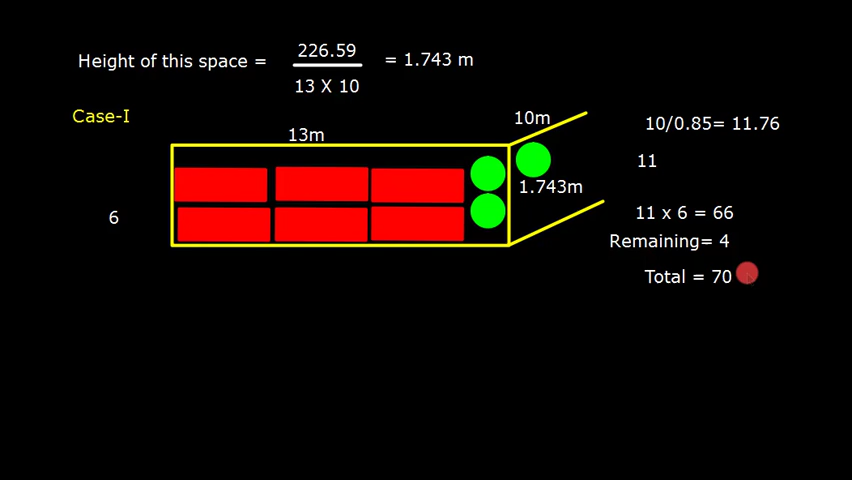 Height of this space = 226.59 / 13 X 10 = 1.743 m
Case-I
13m
10m
1.743m
6
10/0.85= 11.76
11
11 x 6 = 66
Remaining= 4
Total = 70